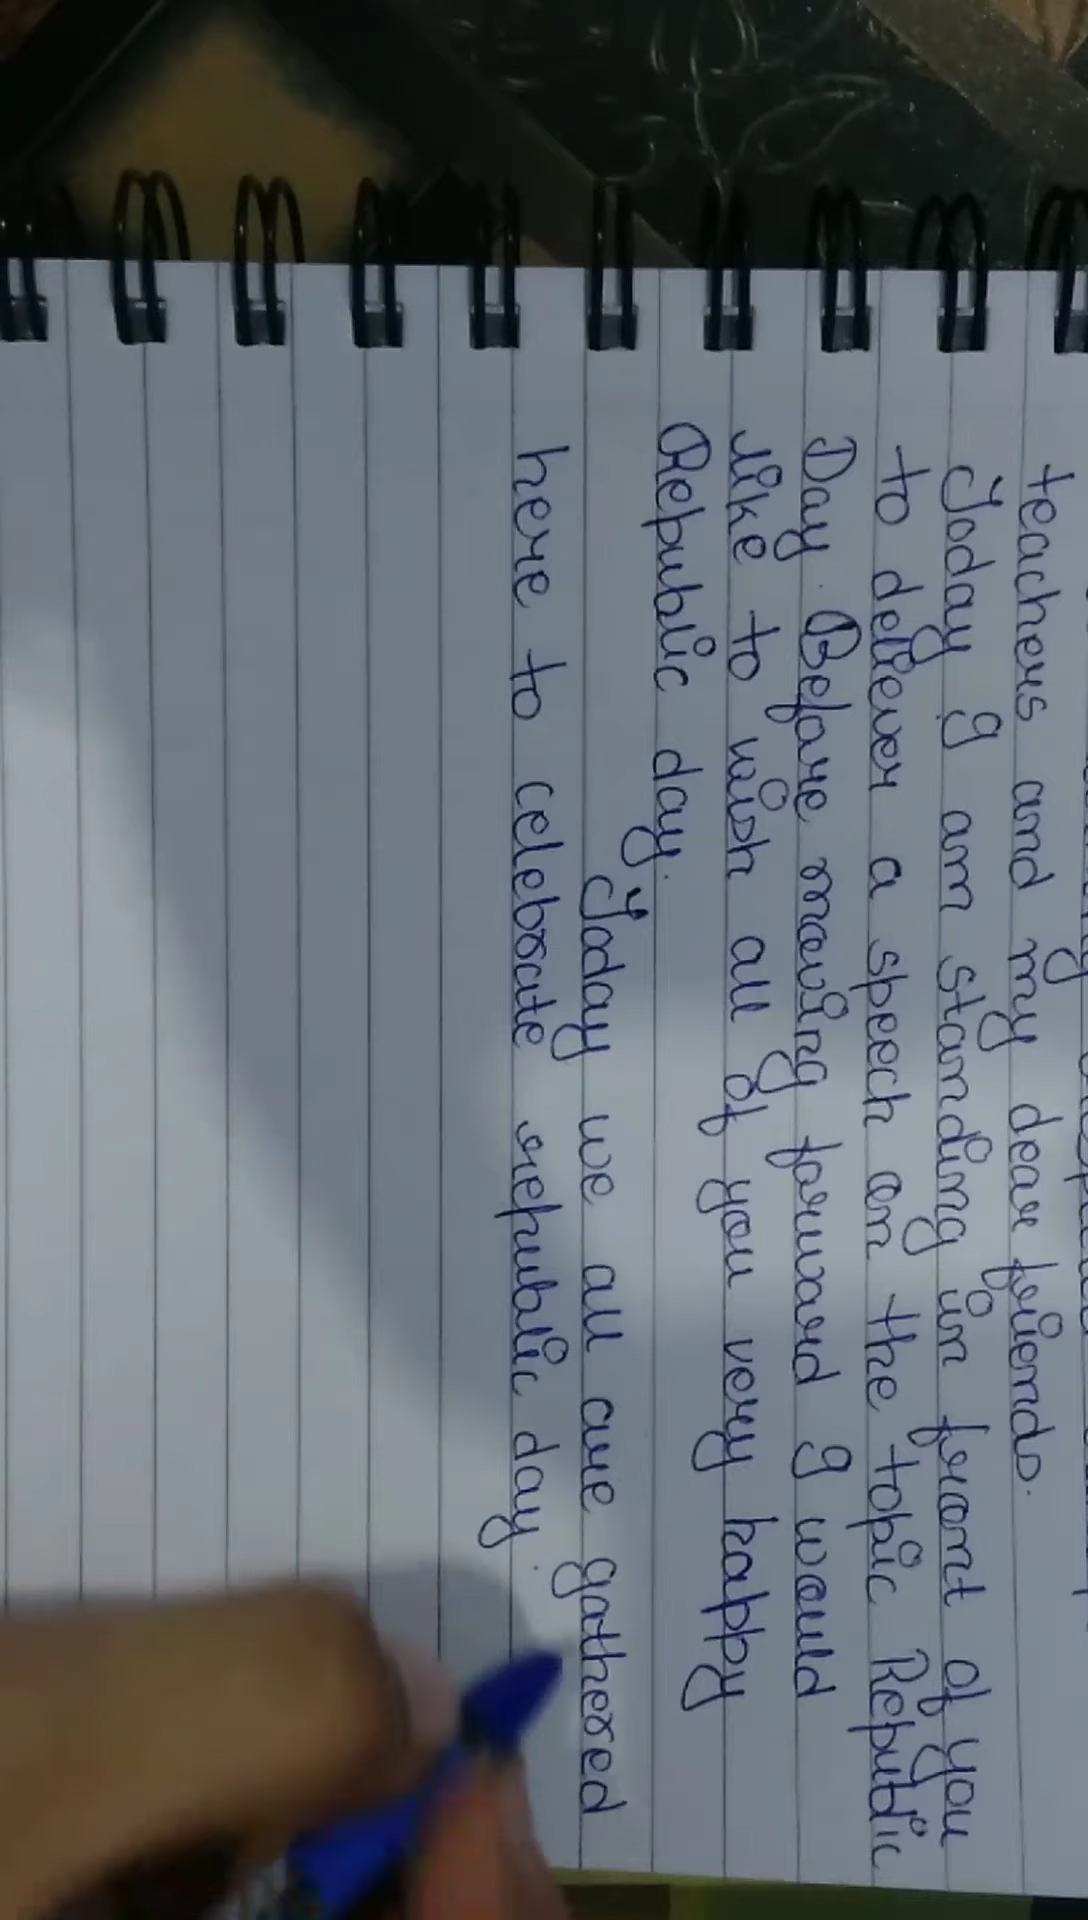 teachers and my dear friends.
Today I am standing in front of you
to deliever a speech on the topic Republic
Day. Before moving forward I would
like to wish all of you very happy
Republic day.
Today we all are gathered
here to celebrate republic day.